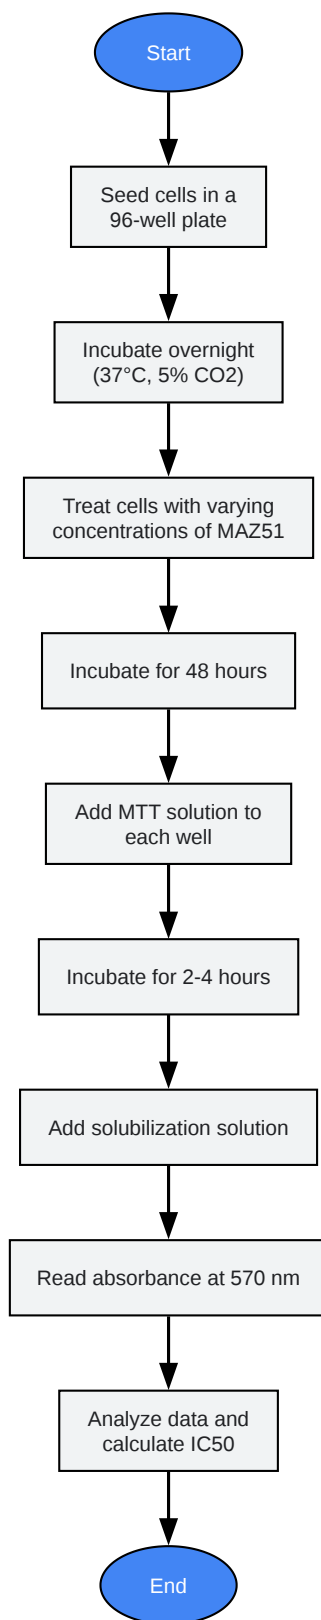 Start
Seed cells in a
96-well plate
Incubate overnight
(37°C, 5% CO2)
Treat cells with varying
concentrations of MAZ51
Incubate for 48 hours
Add MTT solution to
each well
Incubate for 2-4 hours
Add solubilization solution
Read absorbance at 570 nm
Analyze data and
calculate IC50
End